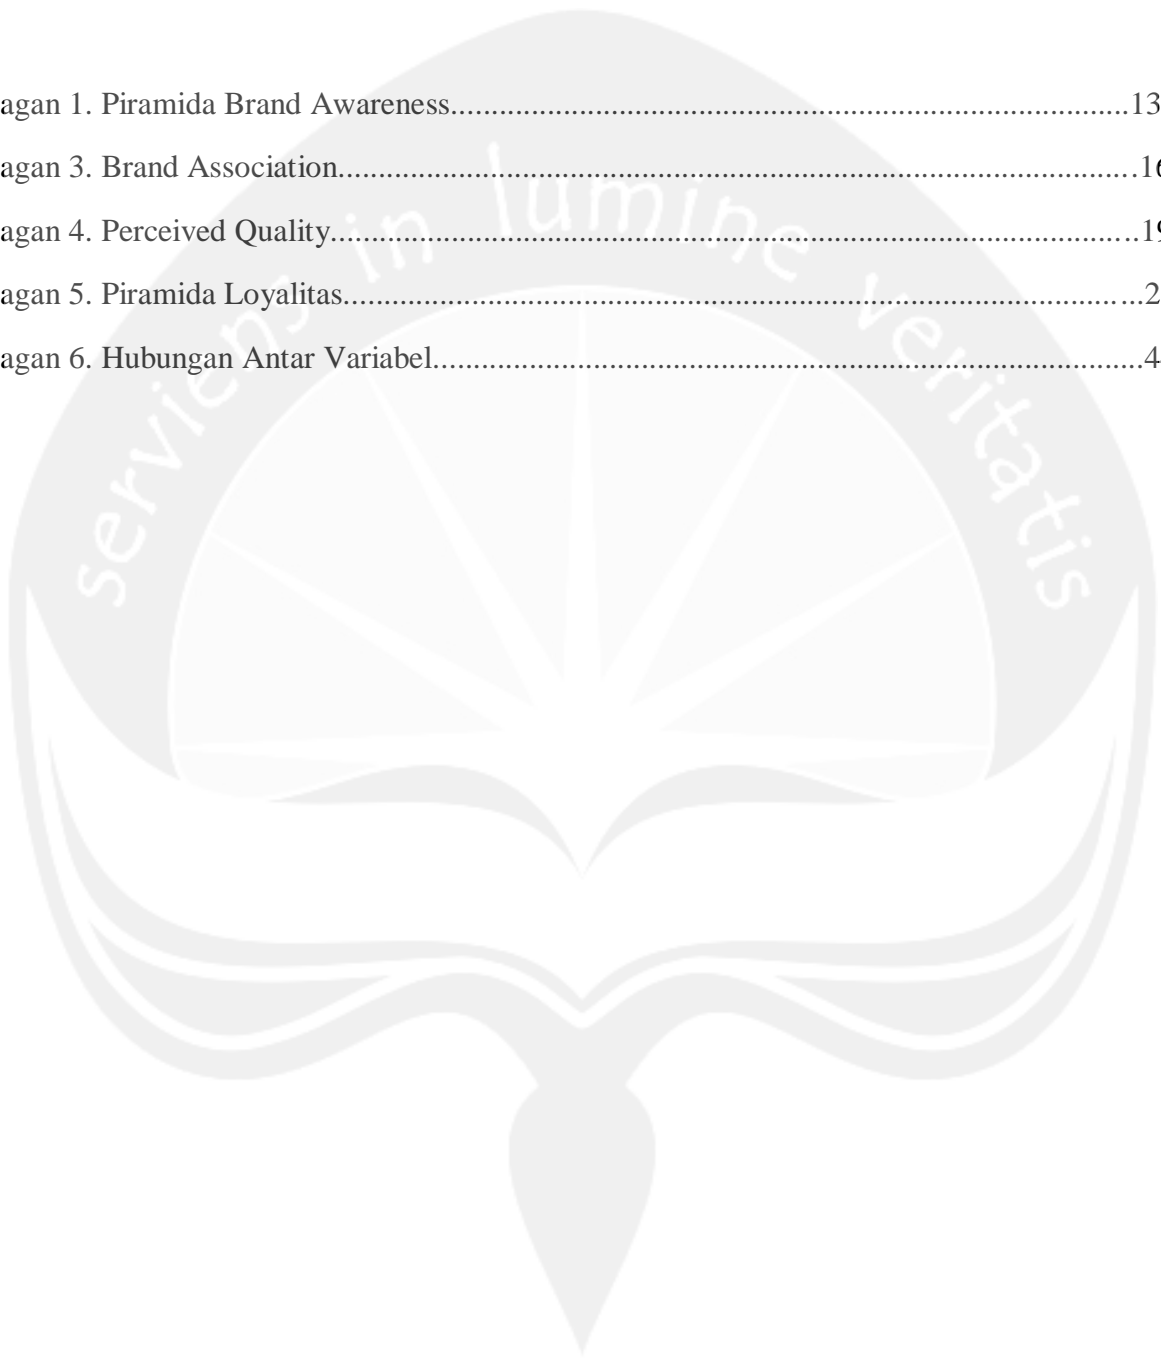 agan 1. Piramida Brand Awareness....................................................................................13
agan 3. Brand Association...................................................................................................16
agan 4. Perceived Quality....................................................................................................19
agan 5. Piramida Loyalitas...................................................................................................2
agan 6. Hubungan Antar Variabel........................................................................................4
serviens in lumine veritatis